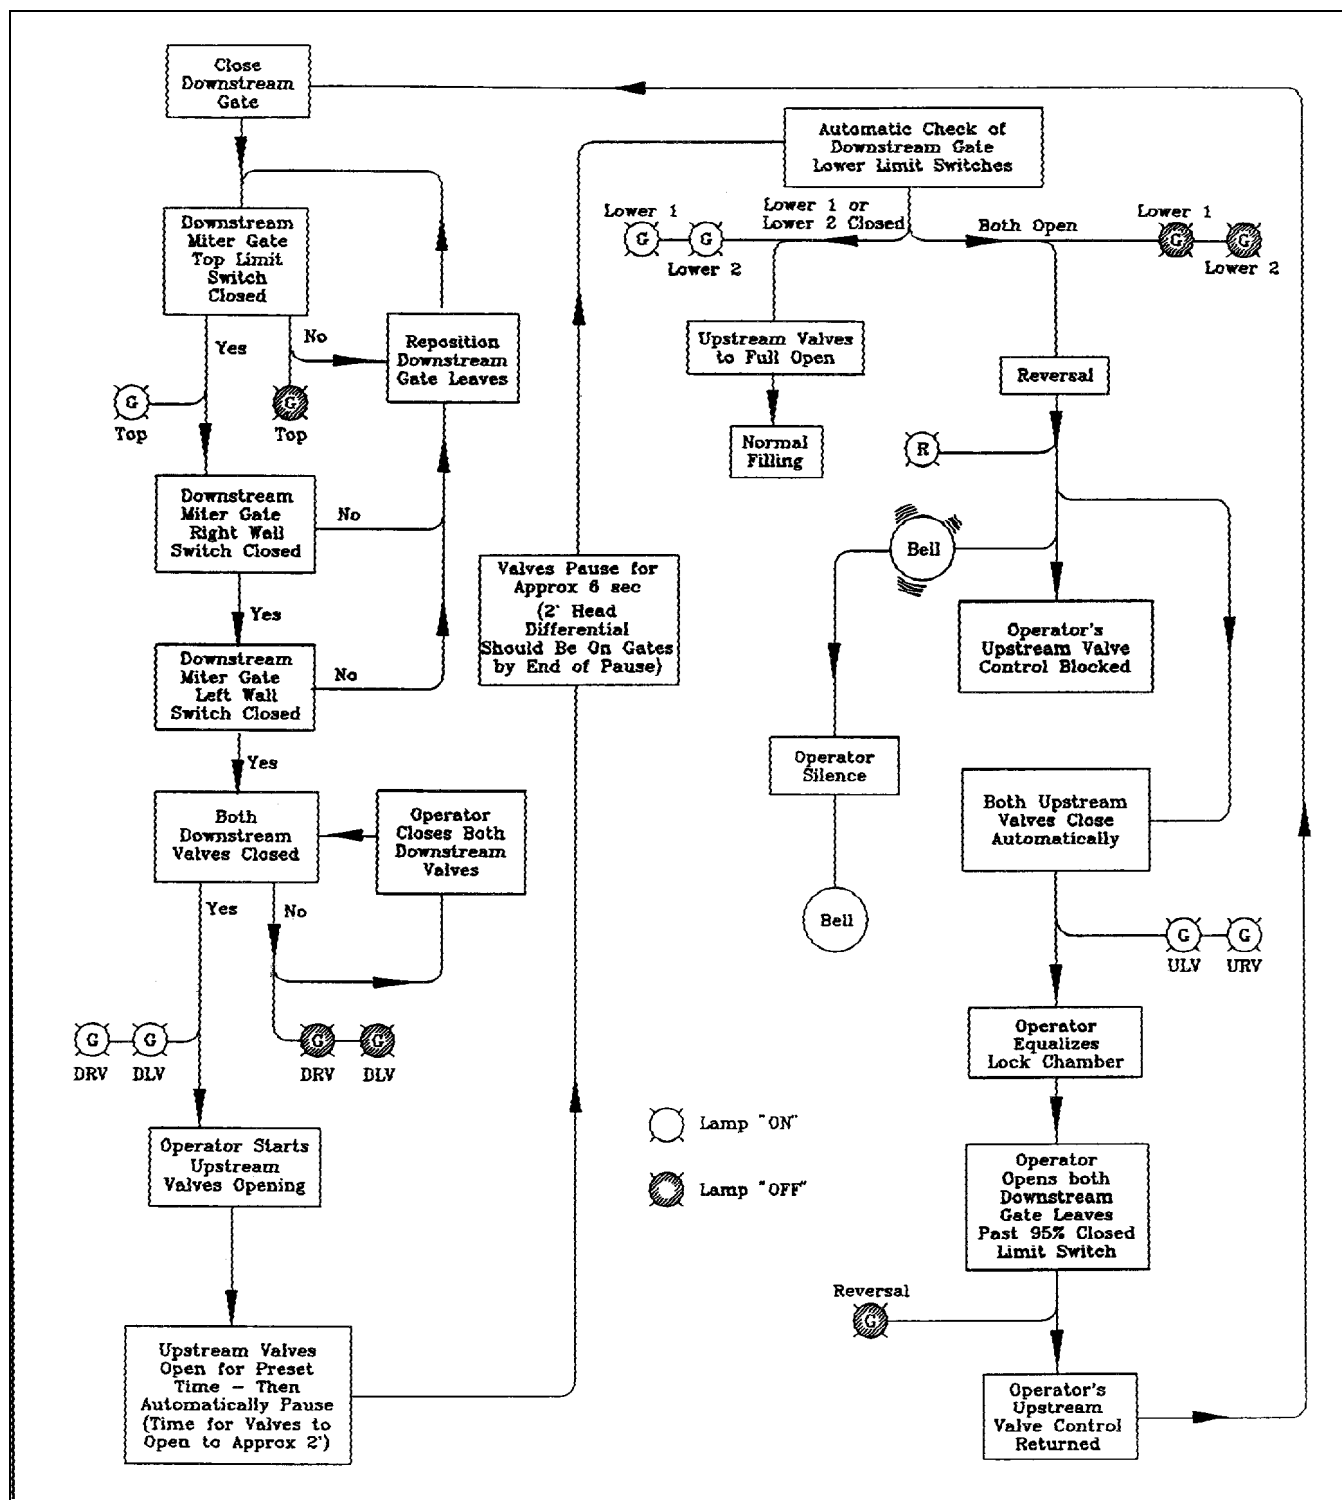 Close
Downstream
Gate
Downstream
Miter Gate
Top Limit
Switch
Closed
Yes
No
G
Top
G
Top
Reposition
Downstream
Gate Leaves
Downstream
Miter Gate
Right Wall
Switch Closed
No
Yes
Downstream
Miter Gate
Left Wall
Switch Closed
No
Yes
Both
Downstream
Valves Closed
Operator
Closes Both
Downstream
Valves
Yes
No
G
G
DRV
DLV
G
G
DRV
DLV
Operator Starts
Upstream
Valves Opening
Upstream Valves
Open for Preset
Time - Then
Automatically Pause
(Time for Valves to
Open to Approx 2')
Valves Pause for
Approx 6 sec
(2' Head
Differential
Should Be On Gates
by End of Pause)
Automatic Check of
Downstream Gate
Lower Limit Switches
Lower 1
G
G
Lower 2
Lower 1 or
Lower 2 Closed
Both Open
Lower 1
G
G
Lower 2
Upstream Valves
to Full Open
Normal
Filling
Reversal
R
Bell
Operator's
Upstream Valve
Control Blocked
Operator
Silence
Bell
Both Upstream
Valves Close
Automatically
G
G
ULV
URV
Operator
Equalizes
Lock Chamber
Operator
Opens both
Downstream
Gate Leaves
Past 95% Closed
Limit Switch
Reversal
G
Operator's
Upstream
Valve Control
Returned
Lamp "ON"
Lamp "OFF"